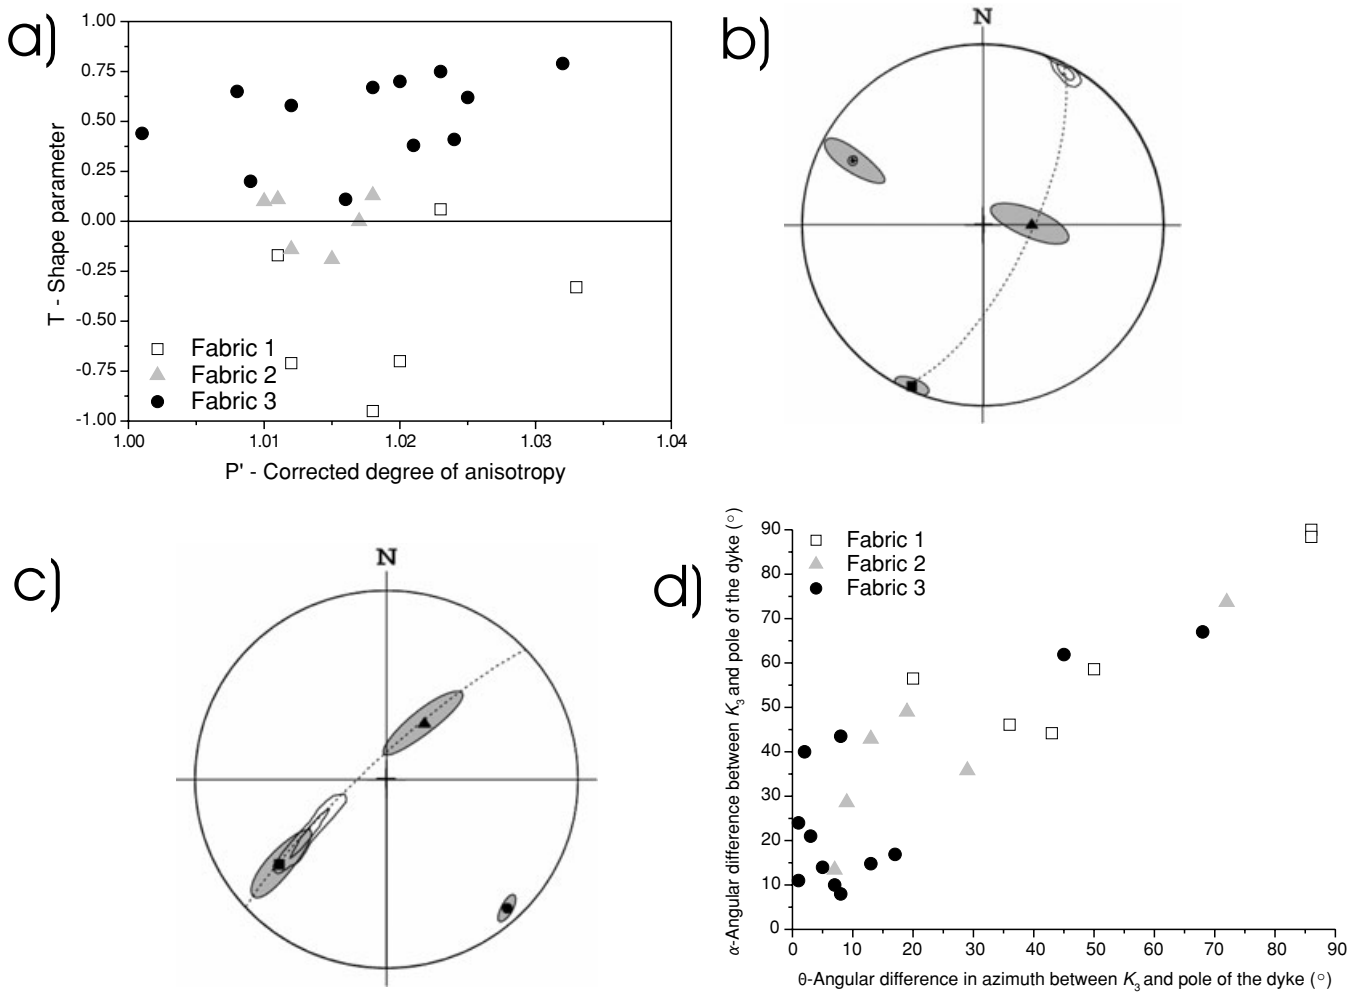 a)
1.00
0.75
0.50
0.25
0.00
-0.25
-0.50
-0.75
-1.00
T - Shape parameter
Fabric 1
Fabric 2
Fabric 3
1.00 1.01 1.02 1.03 1.04
P' - Corrected degree of anisotropy
b)
N
c)
N
d)
90
80
70
60
50
40
30
20
10
0
α-Angular difference between K3 and pole of the dyke (°)
Fabric 1
Fabric 2
Fabric 3
0 10 20 30 40 50 60 70 80 90
θ-Angular difference in azimuth between K3 and pole of the dyke (°)